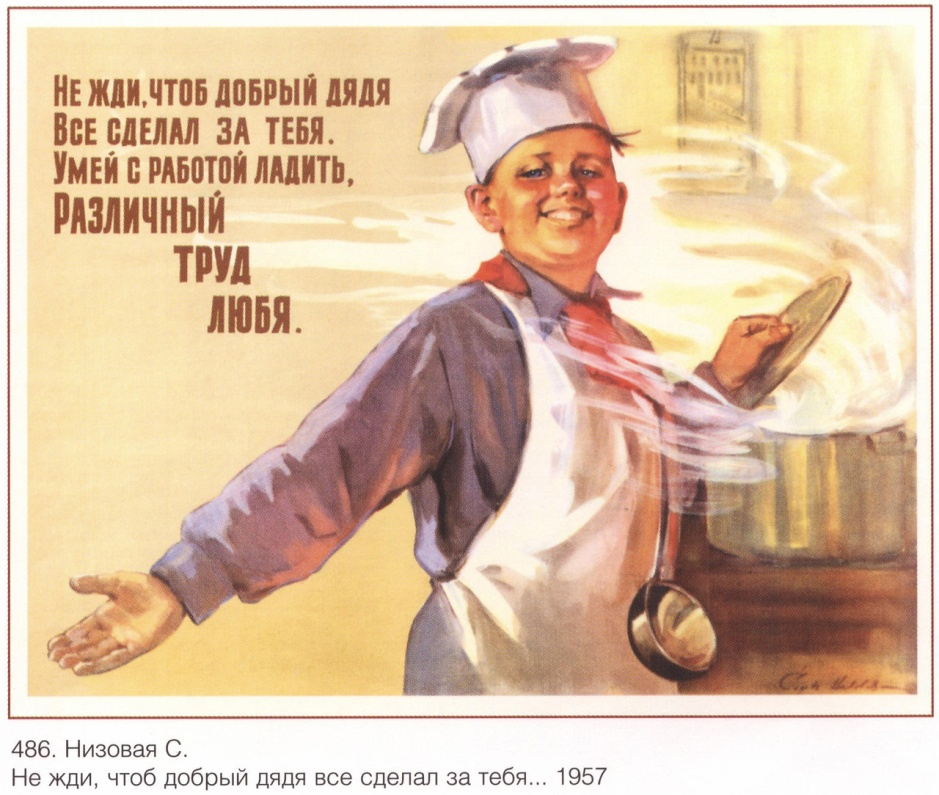 Не жди, чтоб добрый дядя
Все сделал за тебя.
Умей с работой ладить,
Различный
труд
любя.
486. Низовая С.
Не жди, чтоб добрый дядя все сделал за тебя... 1957